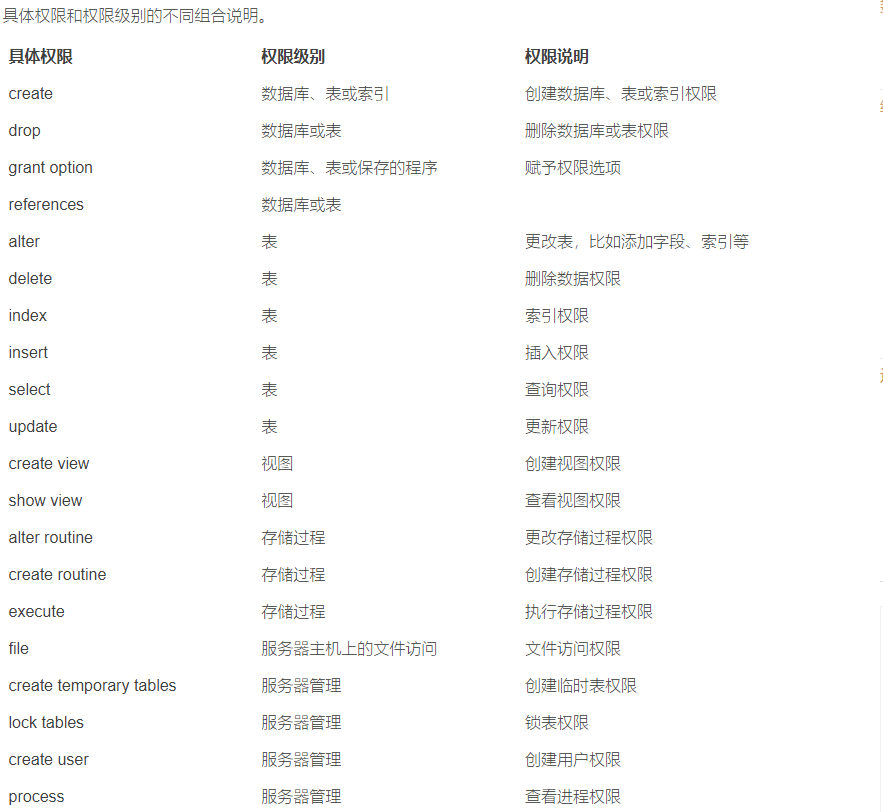 具体权限和权限级别的不同组合说明。
具体权限 权限级别 权限说明
create 数据库、表或索引 创建数据库、表或索引权限
drop 数据库或表 删除数据库或表权限
grant option 数据库、表或保存的程序 赋予权限选项
references 数据库或表
alter 表 更改表，比如添加字段、索引等
delete 表 删除数据权限
index 表 索引权限
insert 表 插入权限
select 表 查询权限
update 表 更新权限
create view 视图 创建视图权限
show view 视图 查看视图权限
alter routine 存储过程 更改存储过程权限
create routine 存储过程 创建存储过程权限
execute 存储过程 执行存储过程权限
file 服务器主机上的文件访问 文件访问权限
create temporary tables 服务器管理 创建临时表权限
lock tables 服务器管理 锁表权限
create user 服务器管理 创建用户权限
process 服务器管理 查看进程权限